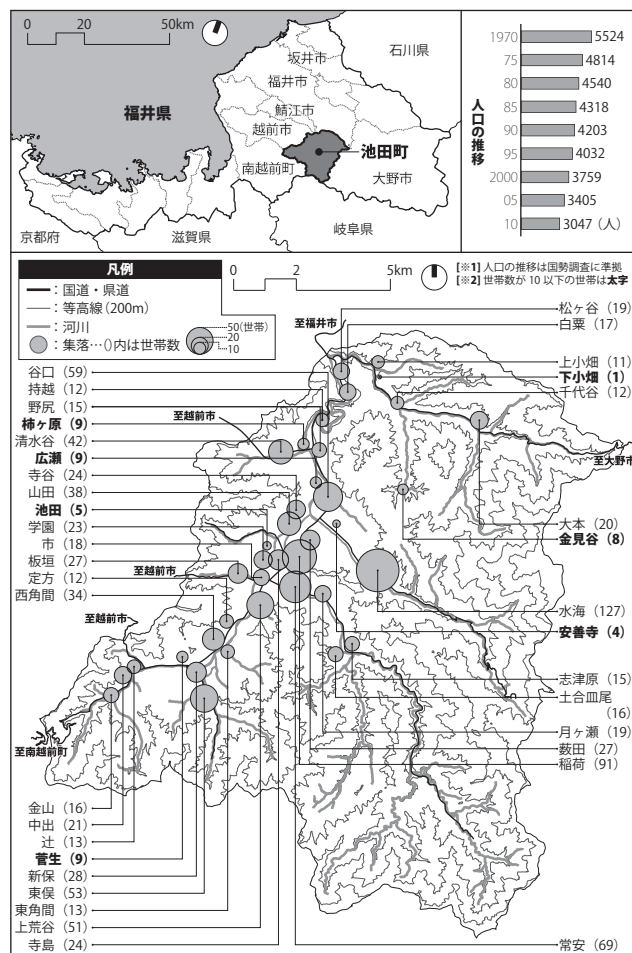 0 20 50km
石川県
坂井市
福井市
福井県
鯖江市
越前市
池田町
南越前町
大野市
京都府
滋賀県
岐阜県
人口の推移
1970 5524
75 4814
80 4540
85 4318
90 4203
95 4032
2000 3759
05 3405
10 3047（人）
凡例
：国道・県道
：等高線（200m）
：河川
：集落…（）内は世帯数
50（世帯）
20
10
0 2 5km
[※1] 人口の推移は国勢調査に準拠
[※2] 世帯数が 10 以下の世帯は太字
至福井市
至越前市
至越前市
至越前市
至南越前町
至大野市
谷口（59）
持越（12）
野尻（15）
柿ヶ原（9）
清水谷（42）
広瀬（9）
寺谷（24）
山田（38）
池田（5）
学園（23）
市（18）
板垣（27）
定方（12）
西角間（34）
金山（16）
中出（21）
辻（13）
菅生（9）
新保（28）
東俣（53）
東角間（13）
上荒谷（51）
寺島（24）
松ヶ谷（19）
白粟（17）
上小畑（11）
下小畑（1）
千代谷（12）
大本（20）
金見谷（8）
水海（127）
安善寺（4）
志津原（15）
土合皿尾
（16）
月ヶ瀬（19）
薮田（27）
稲荷（91）
常安（69）